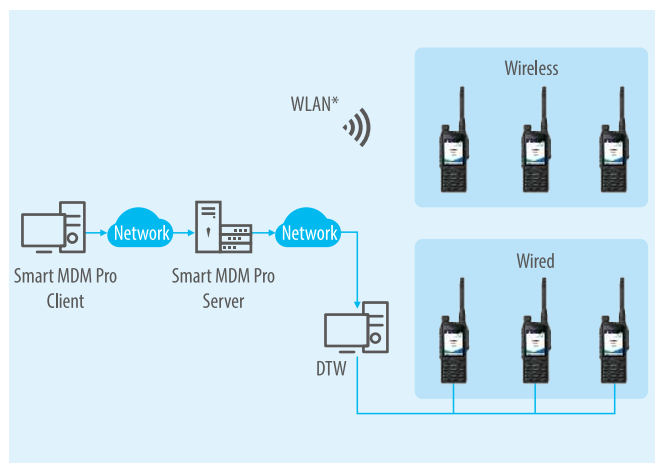 Wireless
WLAN*
Network
Network
Smart MDM Pro
Client
Smart MDM Pro
Server
Wired
DTW